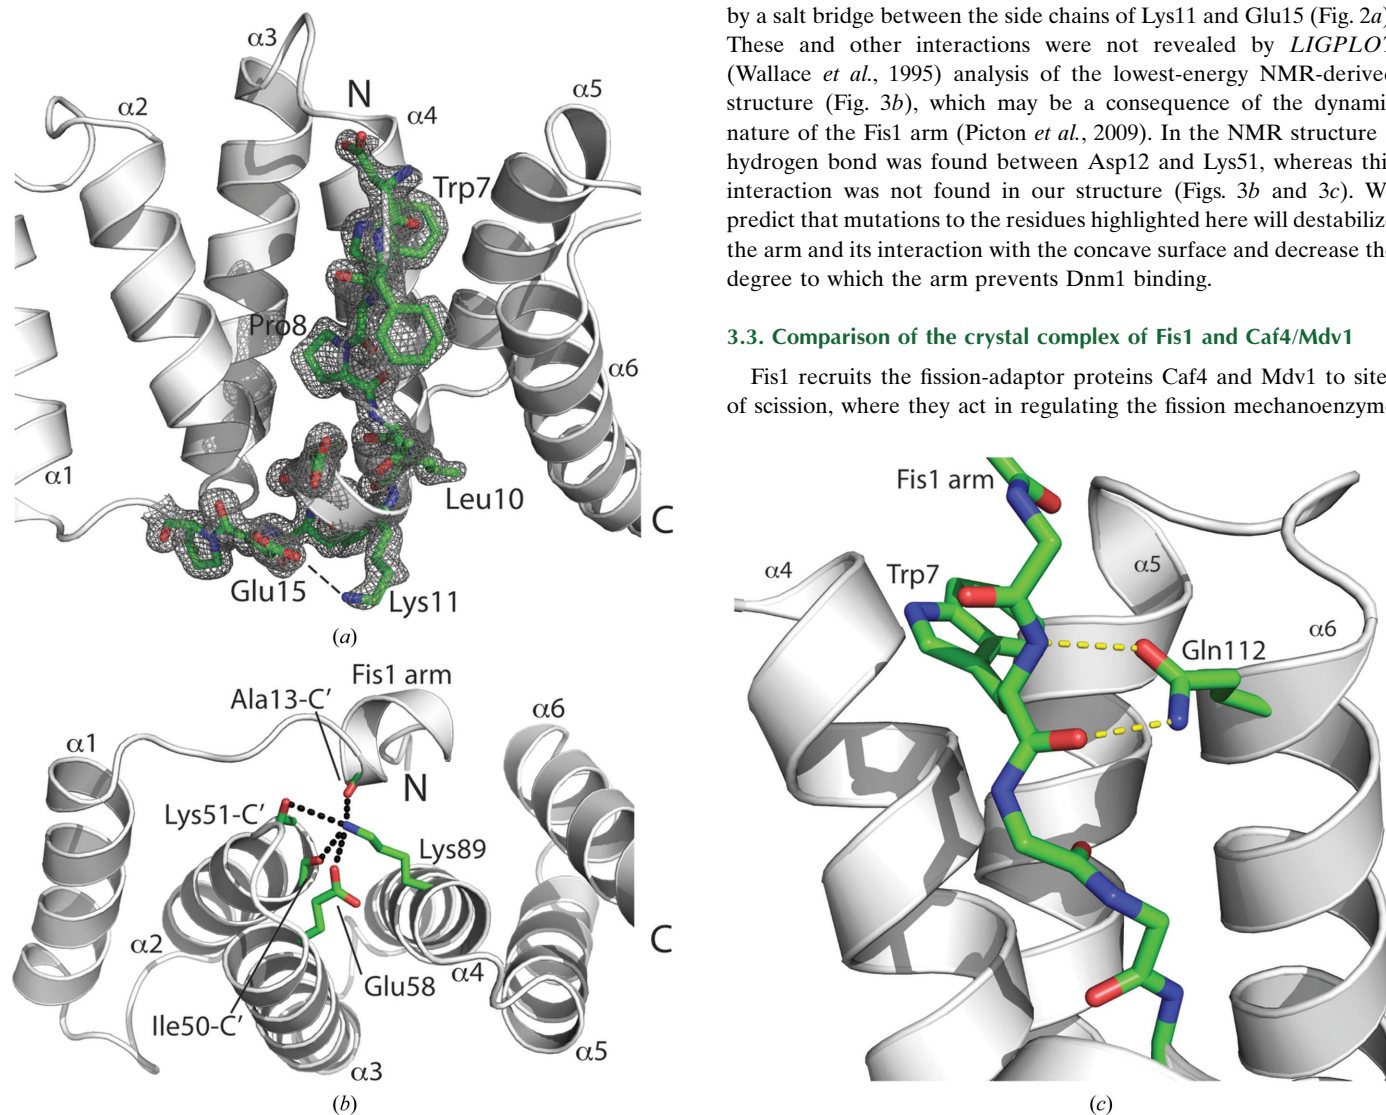 α3
α2
N
α4
α5
Trp7
Pro8
α6
α1
Leu10
C
Glu15
Lys11
(a)
Fis1 arm
Ala13-C′
α6
α1
N
Lys51-C′
Lys89
α2
C
α4
Glu58
Ile50-C′
α5
α3
(b)
by a salt bridge between the side chains of Lys11 and Glu15 (Fig. 2a)
These and other interactions were not revealed by LIGPLOT
(Wallace et al., 1995) analysis of the lowest-energy NMR-derive
structure (Fig. 3b), which may be a consequence of the dynami
nature of the Fis1 arm (Picton et al., 2009). In the NMR structure
hydrogen bond was found between Asp12 and Lys51, whereas thi
interaction was not found in our structure (Figs. 3b and 3c). W
predict that mutations to the residues highlighted here will destabiliz
the arm and its interaction with the concave surface and decrease th
degree to which the arm prevents Dnm1 binding.
3.3. Comparison of the crystal complex of Fis1 and Caf4/Mdv1
Fis1 recruits the fission-adaptor proteins Caf4 and Mdv1 to site
of scission, where they act in regulating the fission mechanoenzym
Fis1 arm
α4
Trp7
α5
α6
Gln112
(c)